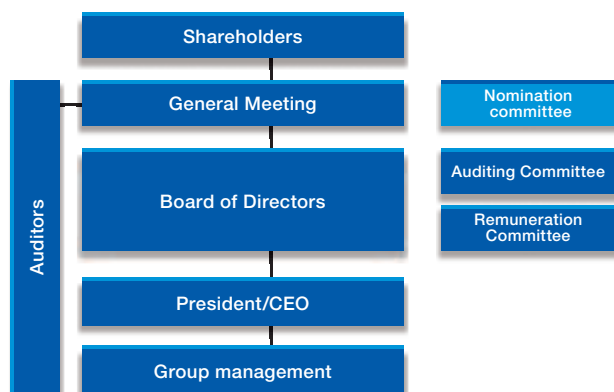 Shareholders
General Meeting
Nomination
committee
Auditors
Board of Directors
Auditing Committee
Remuneration
Committee
President/CEO
Group management